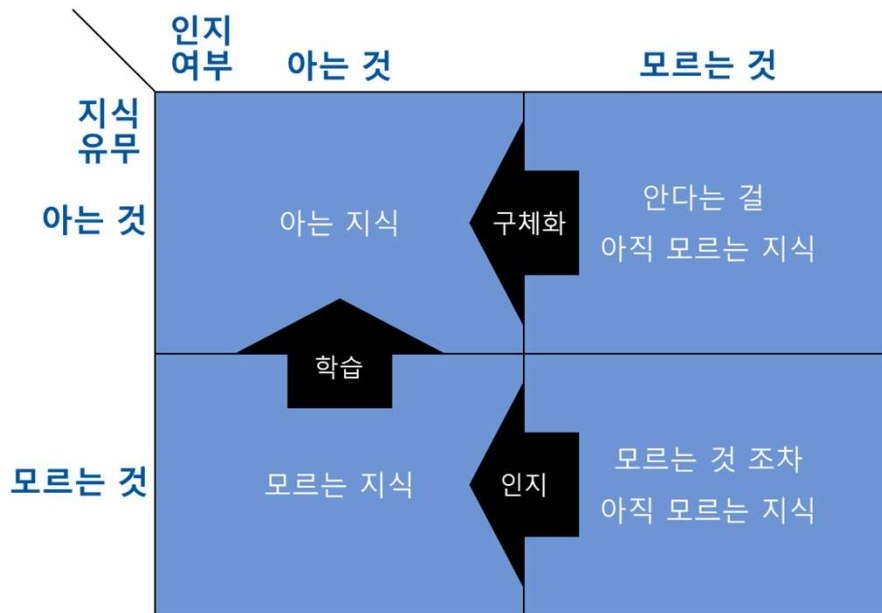 인지
여부
아는 것
모르는 것
지식
유무
아는 것
아는 지식
구체화
안다는 걸
아직 모르는 지식
학습
모르는 것
모르는 지식
인지
모르는 것 조차
아직 모르는 지식